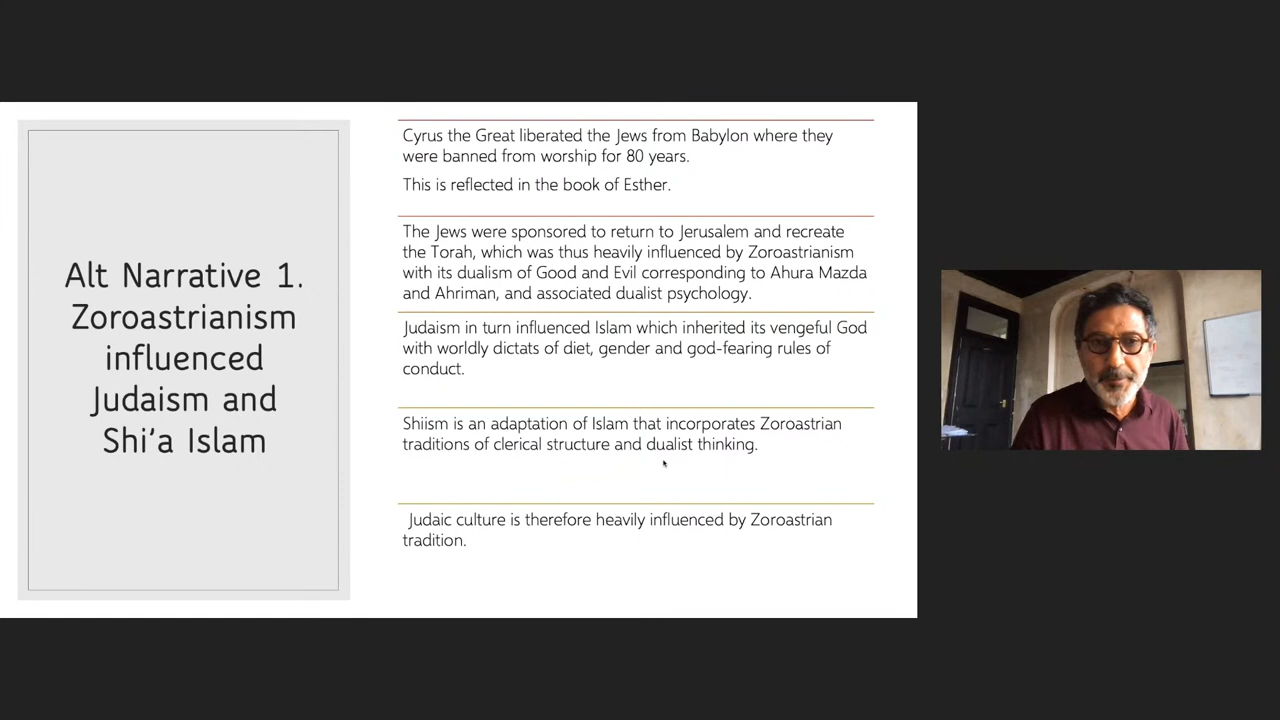 Alt Narrative 1.
Zoroastrianism
influenced
Judaism and
Shi’a Islam
Cyrus the Great liberated the Jews from Babylon where they
were banned from worship for 80 years.
This is reflected in the book of Esther.
The Jews were sponsored to return to Jerusalem and recreate
the Torah, which was thus heavily influenced by Zoroastrianism
with its dualism of Good and Evil corresponding to Ahura Mazda
and Ahriman, and associated dualist psychology.
Judaism in turn influenced Islam which inherited its vengeful God
with worldly dictats of diet, gender and god-fearing rules of
conduct.
Shiism is an adaptation of Islam that incorporates Zoroastrian
traditions of clerical structure and dualist thinking.
Judaic culture is therefore heavily influenced by Zoroastrian
tradition.